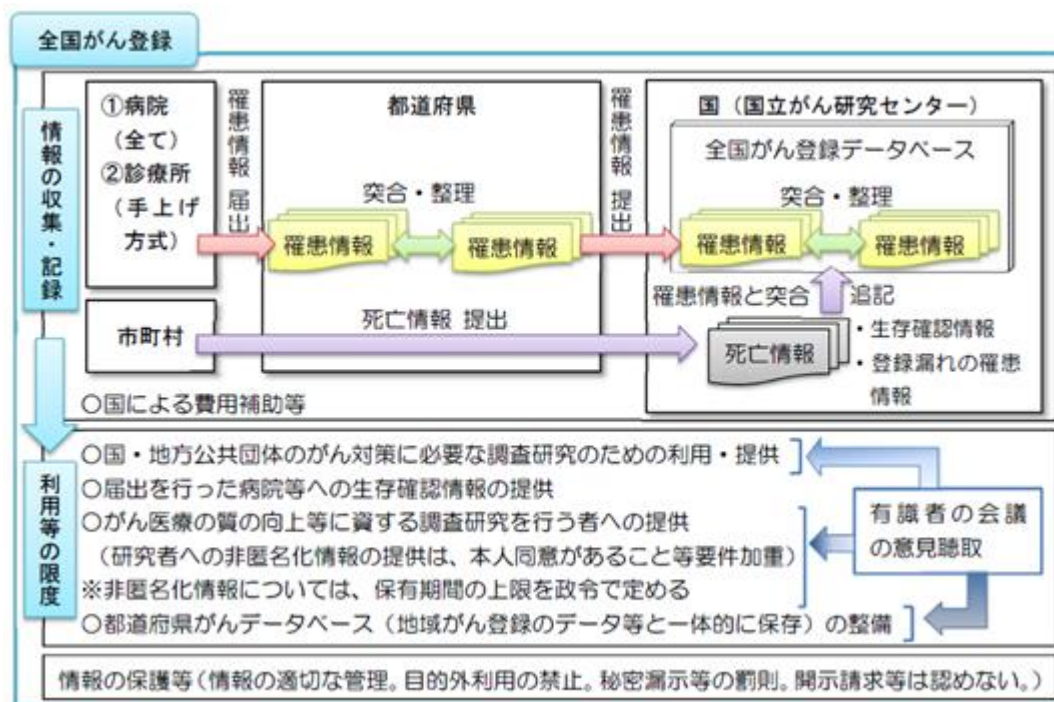 全国がん登録
情報の収集・記録
①病院
（全て）
②診療所
（手上げ
方式）
罹患情報 届出
都道府県
突合・整理
罹患情報
罹患情報
罹患情報 提出
国（国立がん研究センター）
全国がん登録データベース
突合・整理
罹患情報
罹患情報
罹患情報と突合
追記
市町村
死亡情報 提出
死亡情報
・生存確認情報
・登録漏れの罹患
情報
○国による費用補助等
利用等の限度
○国・地方公共団体のがん対策に必要な調査研究のための利用・提供
○届出を行った病院等への生存確認情報の提供
○がん医療の質の向上等に資する調査研究を行う者への提供
（研究者への非匿名化情報の提供は、本人同意があること等要件加重）
※非匿名化情報については、保有期間の上限を政令で定める
○都道府県がんデータベース（地域がん登録のデータ等と一体的に保存）の整備
有識者の会議
の意見聴取
情報の保護等（情報の適切な管理。目的外利用の禁止。秘密漏示等の罰則。開示請求等は認めない。）